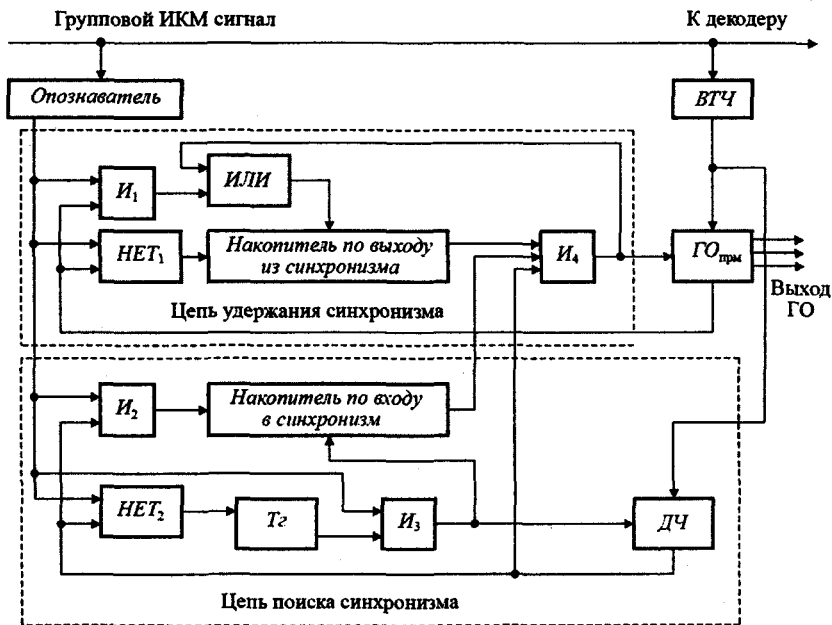 Групповой ИКМ сигнал
К декодеру
Опознаватель
ВТЧ
И1
ИЛИ
НЕТ1
Накопитель по выходу
из синхронизма
И4
ГОпрм
Выход
ГО
Цепь удержания синхронизма
И2
Накопитель по входу
в синхронизм
НЕТ2
Тг
И3
ДЧ
Цепь поиска синхронизма